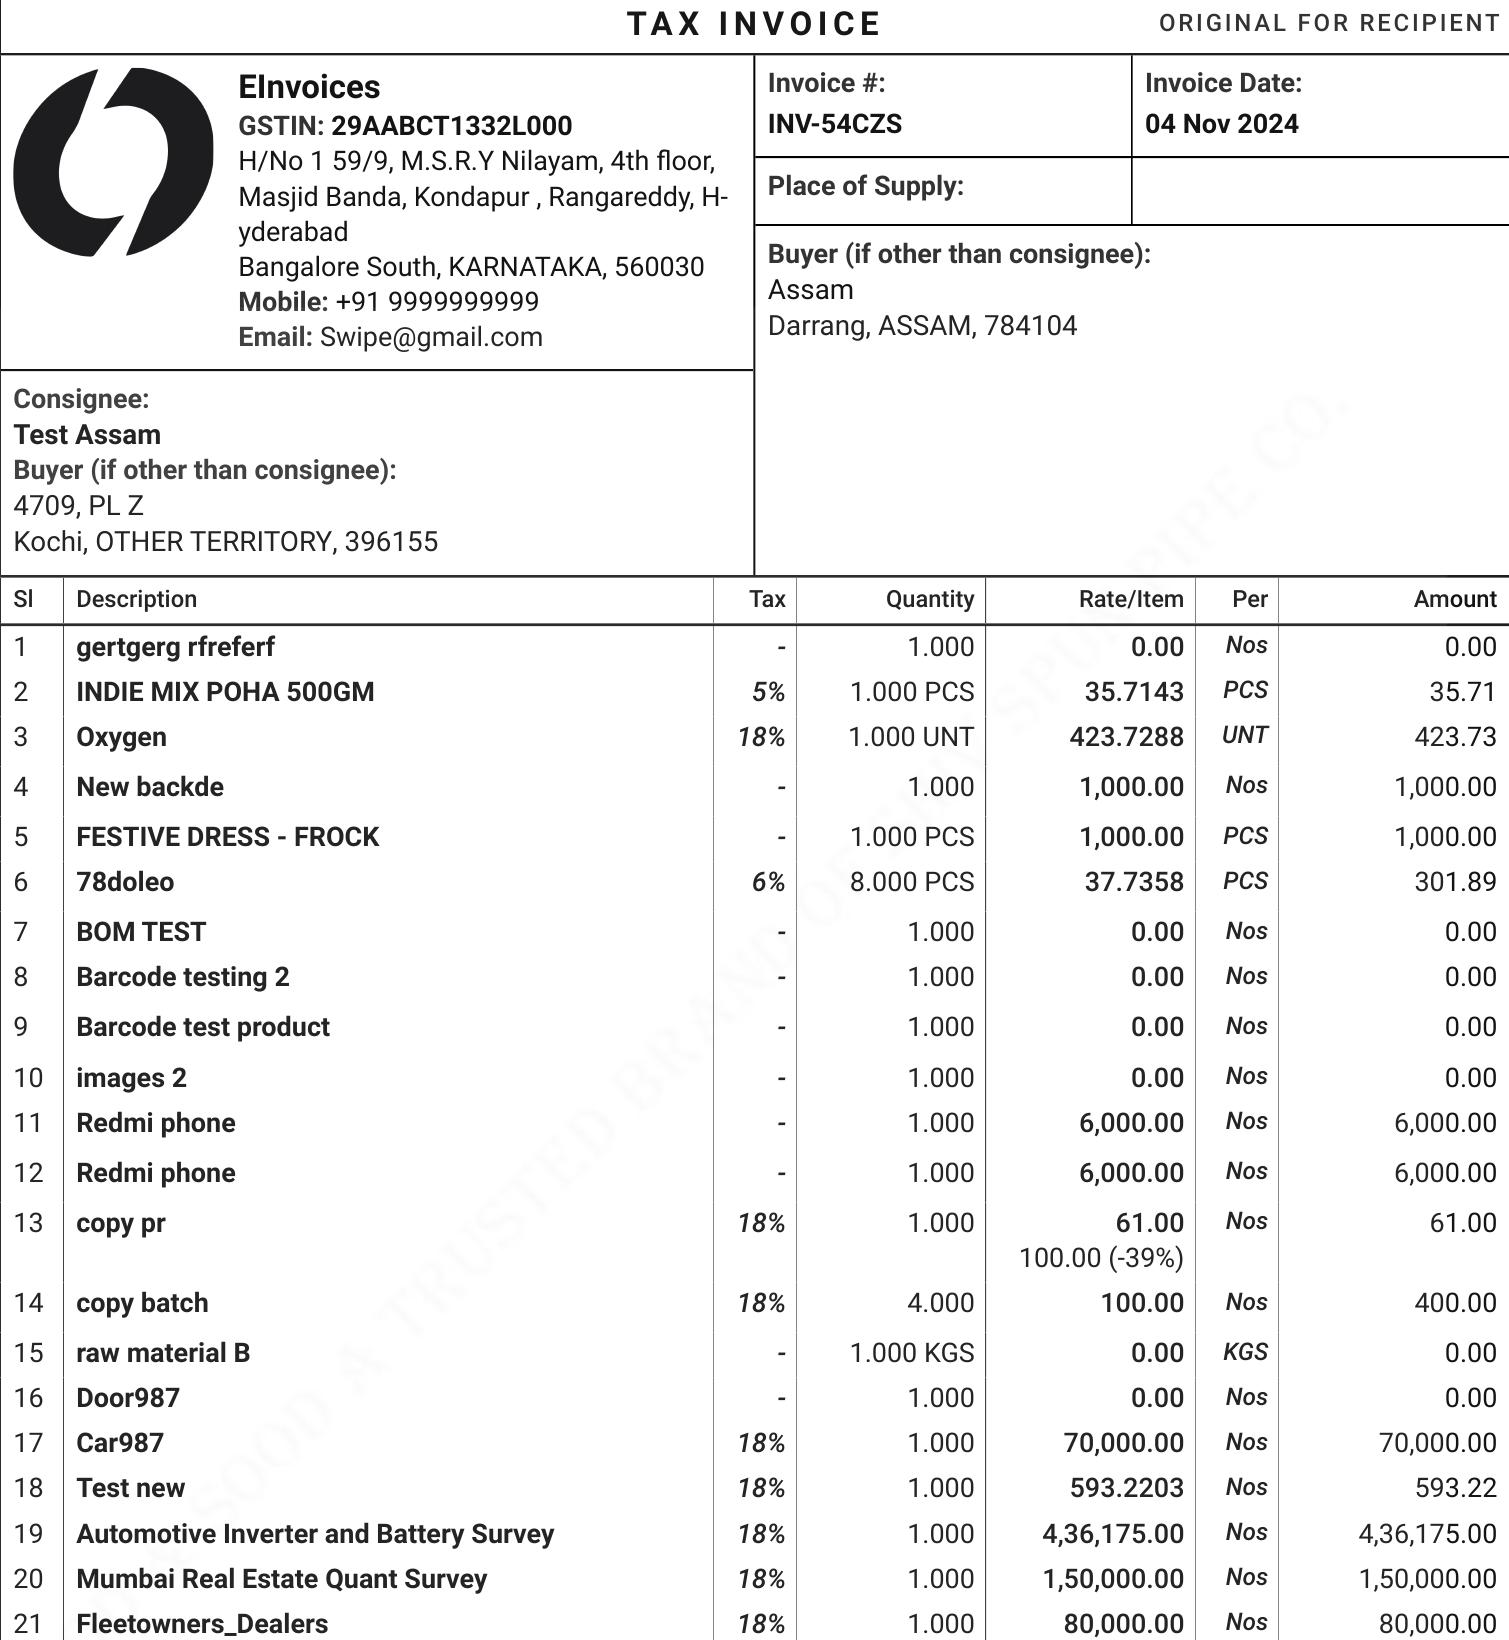 TAX INVOICE
ORIGINAL FOR RECIPIENT
EInvoices
GSTIN: 29AABCT1332L000
H/No 1 59/9, M.S.R.Y Nilayam, 4th floor,
Masjid Banda, Kondapur , Rangareddy, H-
yderabad
Bangalore South, KARNATAKA, 560030
Mobile: +91 9999999999
Email: Swipe@gmail.com
Invoice #:
INV-54CZS
Invoice Date:
04 Nov 2024
Place of Supply:
Buyer (if other than consignee):
Assam
Darrang, ASSAM, 784104
Consignee:
Test Assam
Buyer (if other than consignee):
4709, PL Z
Kochi, OTHER TERRITORY, 396155
Sl Description Tax Quantity Rate/Item Per Amount
1 gertgerg rfreferf - 1.000 0.00 Nos 0.00
2 INDIE MIX POHA 500GM 5% 1.000 PCS 35.7143 PCS 35.71
3 Oxygen 18% 1.000 UNT 423.7288 UNT 423.73
4 New backde - 1.000 1,000.00 Nos 1,000.00
5 FESTIVE DRESS - FROCK - 1.000 PCS 1,000.00 PCS 1,000.00
6 78doleo 6% 8.000 PCS 37.7358 PCS 301.89
7 BOM TEST - 1.000 0.00 Nos 0.00
8 Barcode testing 2 - 1.000 0.00 Nos 0.00
9 Barcode test product - 1.000 0.00 Nos 0.00
10 images 2 - 1.000 0.00 Nos 0.00
11 Redmi phone - 1.000 6,000.00 Nos 6,000.00
12 Redmi phone - 1.000 6,000.00 Nos 6,000.00
13 copy pr 18% 1.000 61.00 Nos 61.00
100.00 (-39%)
14 copy batch 18% 4.000 100.00 Nos 400.00
15 raw material B - 1.000 KGS 0.00 KGS 0.00
16 Door987 - 1.000 0.00 Nos 0.00
17 Car987 18% 1.000 70,000.00 Nos 70,000.00
18 Test new 18% 1.000 593.2203 Nos 593.22
19 Automotive Inverter and Battery Survey 18% 1.000 4,36,175.00 Nos 4,36,175.00
20 Mumbai Real Estate Quant Survey 18% 1.000 1,50,000.00 Nos 1,50,000.00
21 Fleetowners_Dealers 18% 1.000 80,000.00 Nos 80,000.00
A TRUSTED BRAND OF